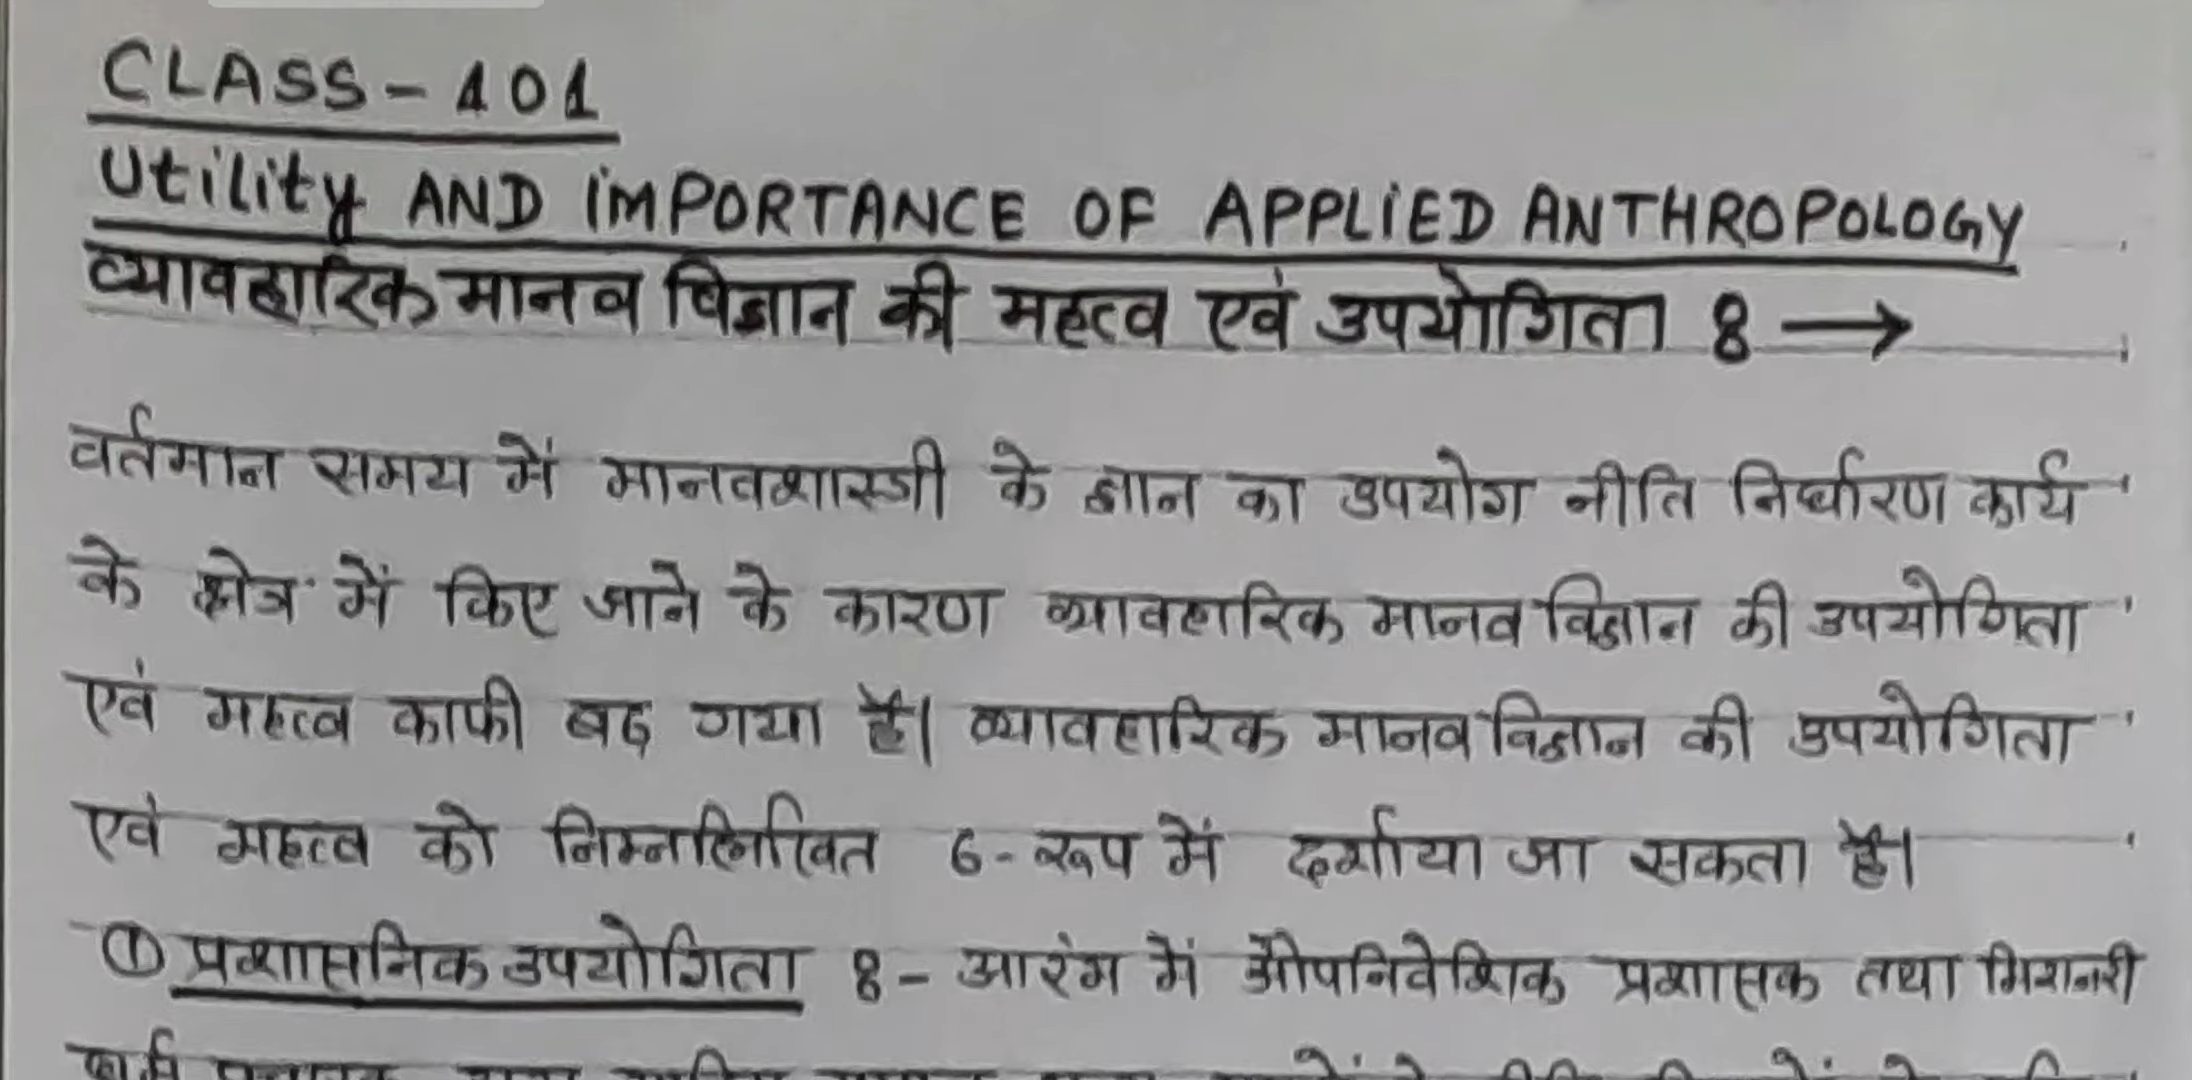 CLASS - 101
Utility AND IMPORTANCE OF APPLIED ANTHROPOLOGY
व्यावहारिक मानव विज्ञान की महत्व एवं उपयोगिता 8 →
वर्तमान समय में मानवशास्त्री के ज्ञान का उपयोग नीति निर्धारण कार्य
के क्षेत्र में किए जाने के कारण व्यावहारिक मानव विज्ञान की उपयोगिता
एवं महत्व काफी बढ़ गया है। व्यावहारिक मानव विज्ञान की उपयोगिता
एवं महत्व को निम्नलिखित 6- रूप में दर्शाया जा सकता है।
① प्रशासनिक उपयोगिता 8 - आरंभ में औपनिवेशिक प्रशासक तथा मिशनरी